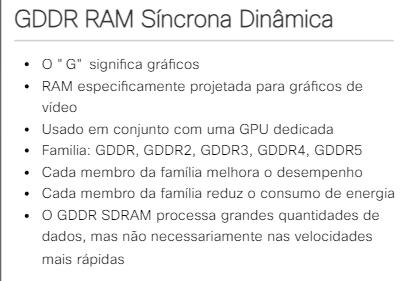 GDDR RAM Síncrona Dinâmica
• O "G" significa gráficos
• RAM especificamente projetada para gráficos de
vídeo
• Usado em conjunto com uma GPU dedicada
• Familia: GDDR, GDDR2, GDDR3, GDDR4, GDDR5
• Cada membro da família melhora o desempenho
• Cada membro da família reduz o consumo de energia
• O GDDR SDRAM processa grandes quantidades de
dados, mas não necessariamente nas velocidades
mais rápidas